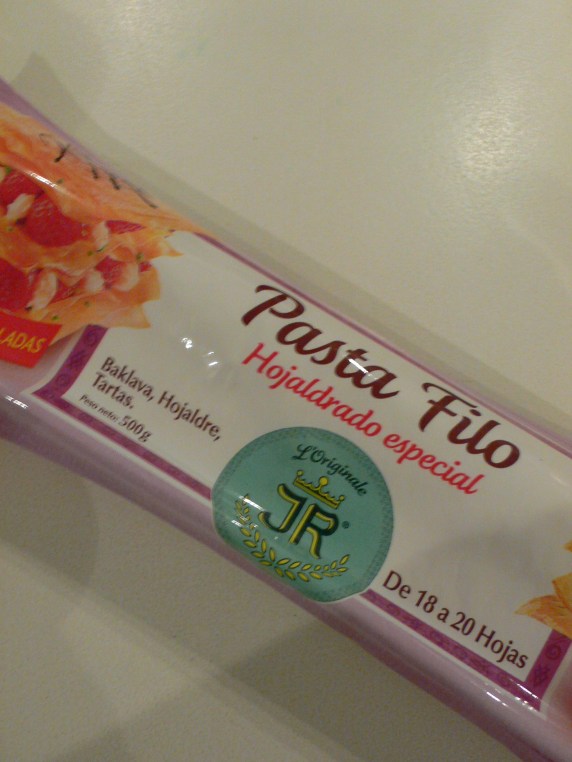 LADAS
Baklava, Hojaldre,
Tartas.
Peso neto: 500g
Pasta Filo
Hojaldrado especial
L'Originale
JR®
De 18 a 20 Hojas